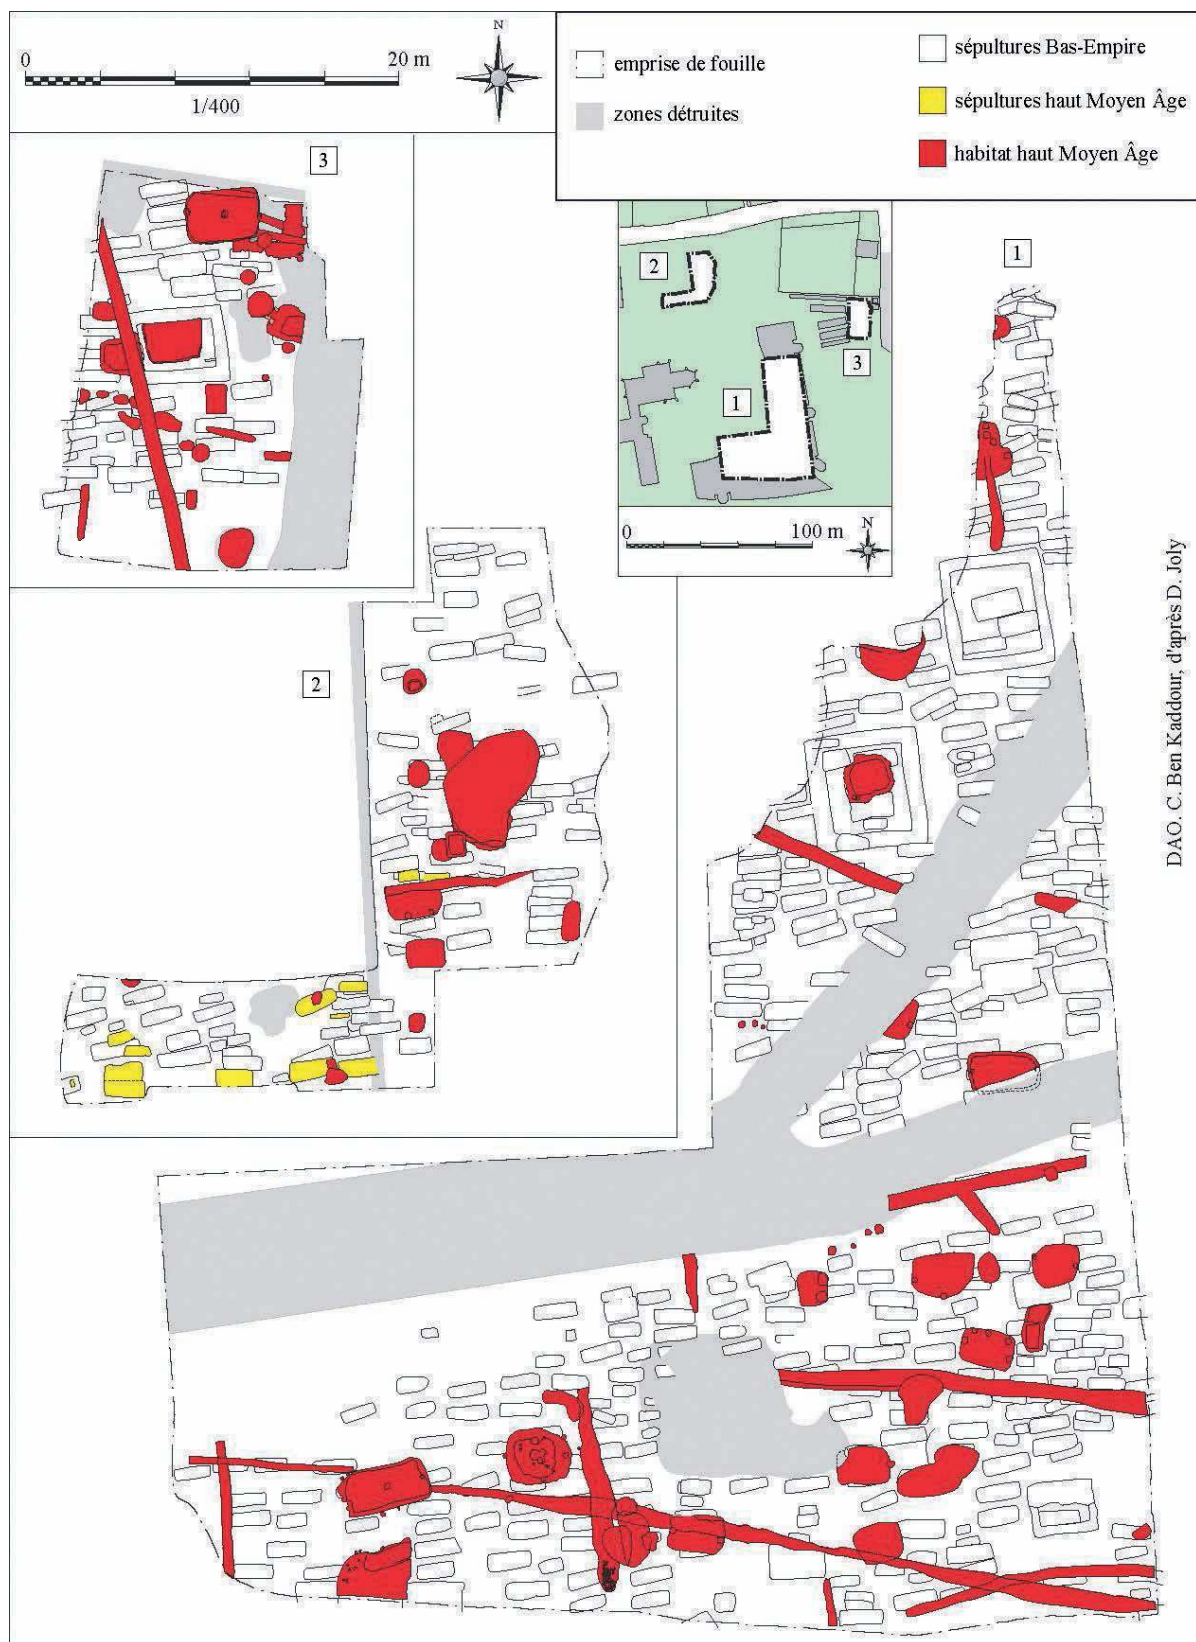 0
20 m
1/400
N
emprise de fouille
zones détruites
sépultures Bas-Empire
sépultures haut Moyen Âge
habitat haut Moyen Âge
3
2
1
3
1
0
100 m
N
2
DAO. C. Ben Kaddour, d'après D. Joly